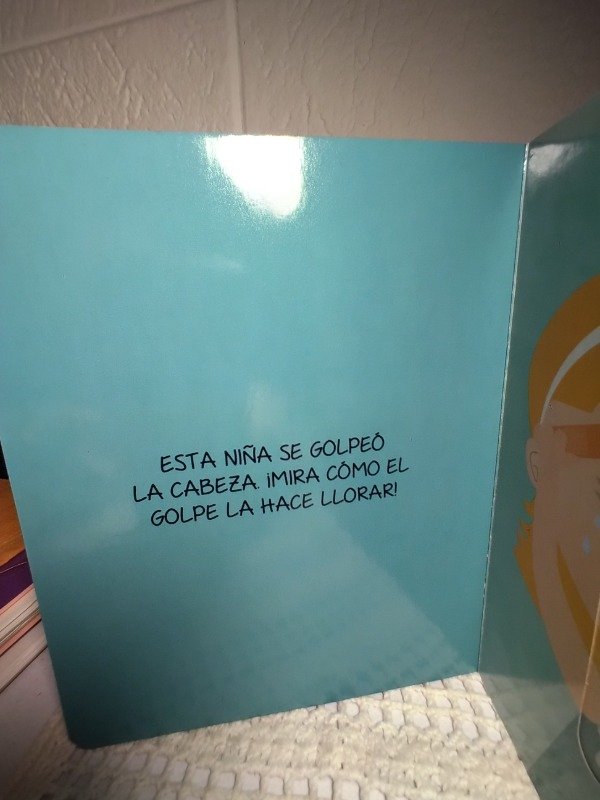 ESTA NIÑA SE GOLPEÓ
LA CABEZA. ¡MIRA CÓMO EL
GOLPE LA HACE LLORAR!